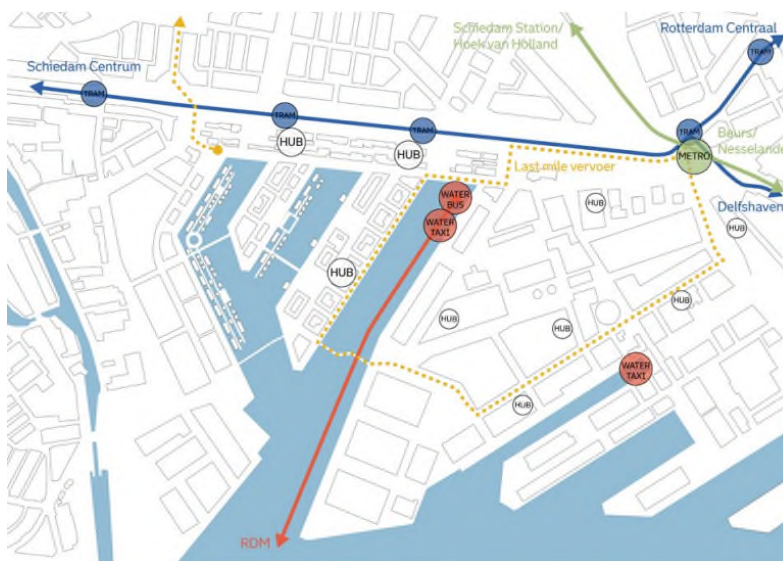 Schiedam Station/
Hoek van Holland
Rotterdam Centraal
TRAM
Schiedam Centrum
TRAM
TRAM
TRAM
TRAM
HUB
HUB
METRO
Beurs/
Nesselande
Last mile vervoer
Delfshaven
WATER
BUS
WATER
TAXI
HUB
HUB
HUB
HUB
HUB
HUB
WATER
TAXI
HUB
RDM